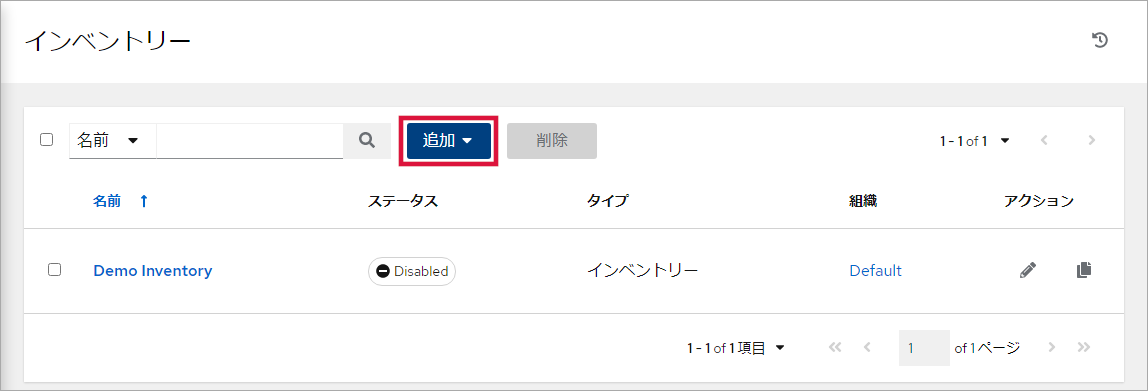 インベントリー
名前 追加 削除 1 - 1 of 1
名前 ステータス タイプ 組織 アクション
Demo Inventory Disabled インベントリー Default
1 - 1 of 1 項目 1 of 1 ページ